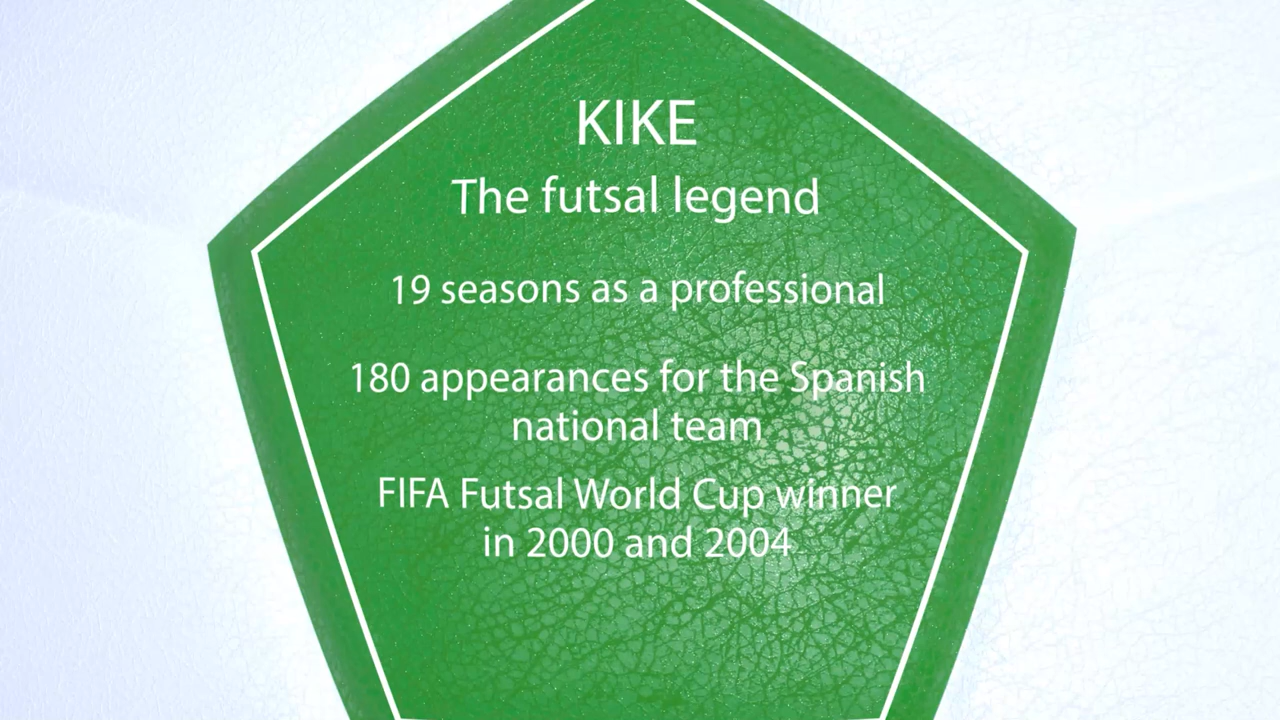 KIKE
The futsal legend
19 seasons as a professional
180 appearances for the Spanish
national team
FIFA Futsal World Cup winner
in 2000 and 2004